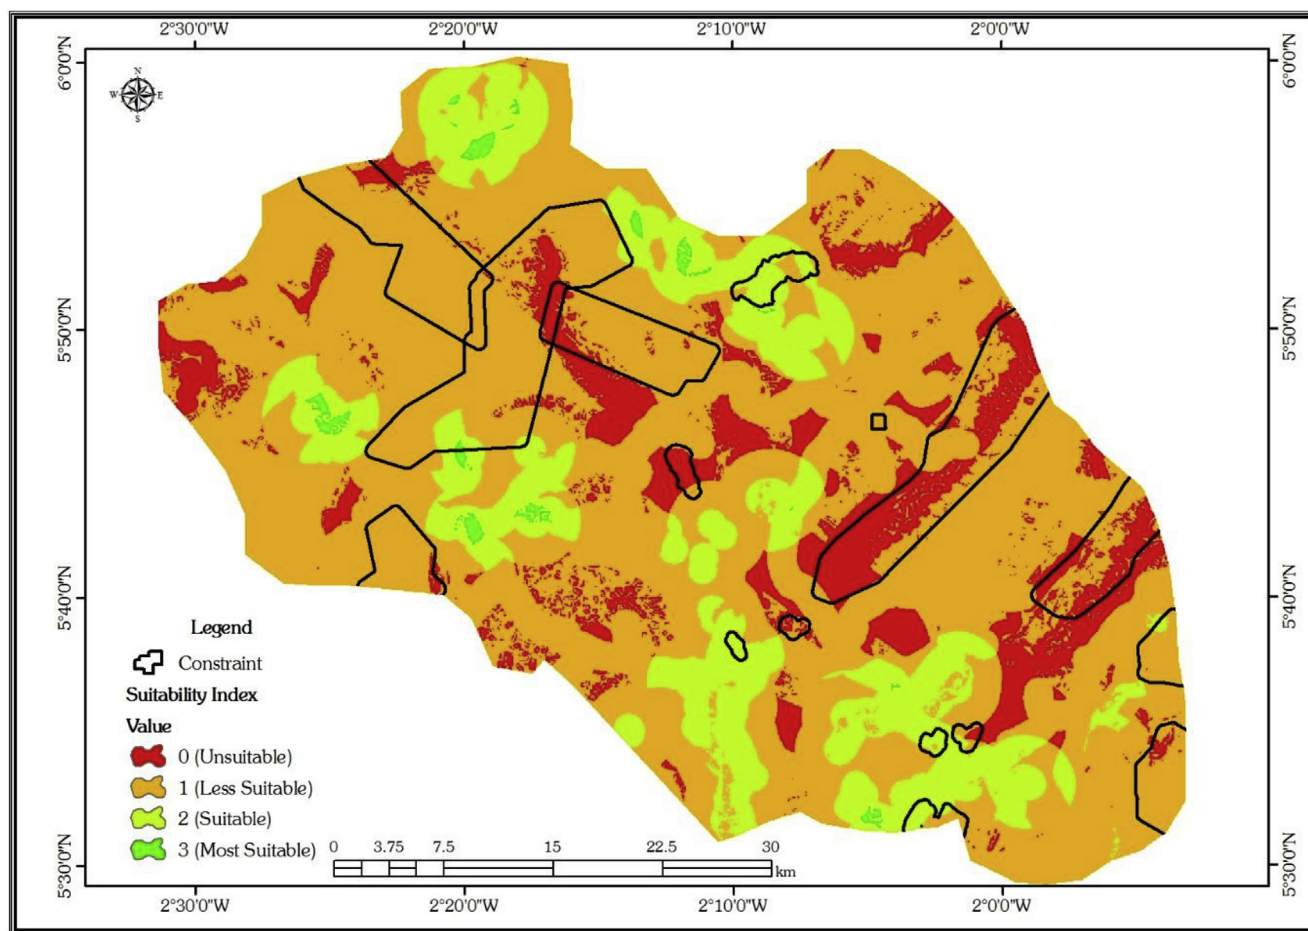 2°30'0"W 2°20'0"W 2°10'0"W 2°0'0"W
6°0'0"N 6°0'0"N
N
W E
S
5°50'0"N 5°50'0"N
5°40'0"N 5°40'0"N
Legend
Constraint
Suitability Index
Value
0 (Unsuitable)
1 (Less Suitable)
2 (Suitable)
3 (Most Suitable)
0 3.75 7.5 15 22.5 30
km
5°30'0"N 5°30'0"N
2°30'0"W 2°20'0"W 2°10'0"W 2°0'0"W